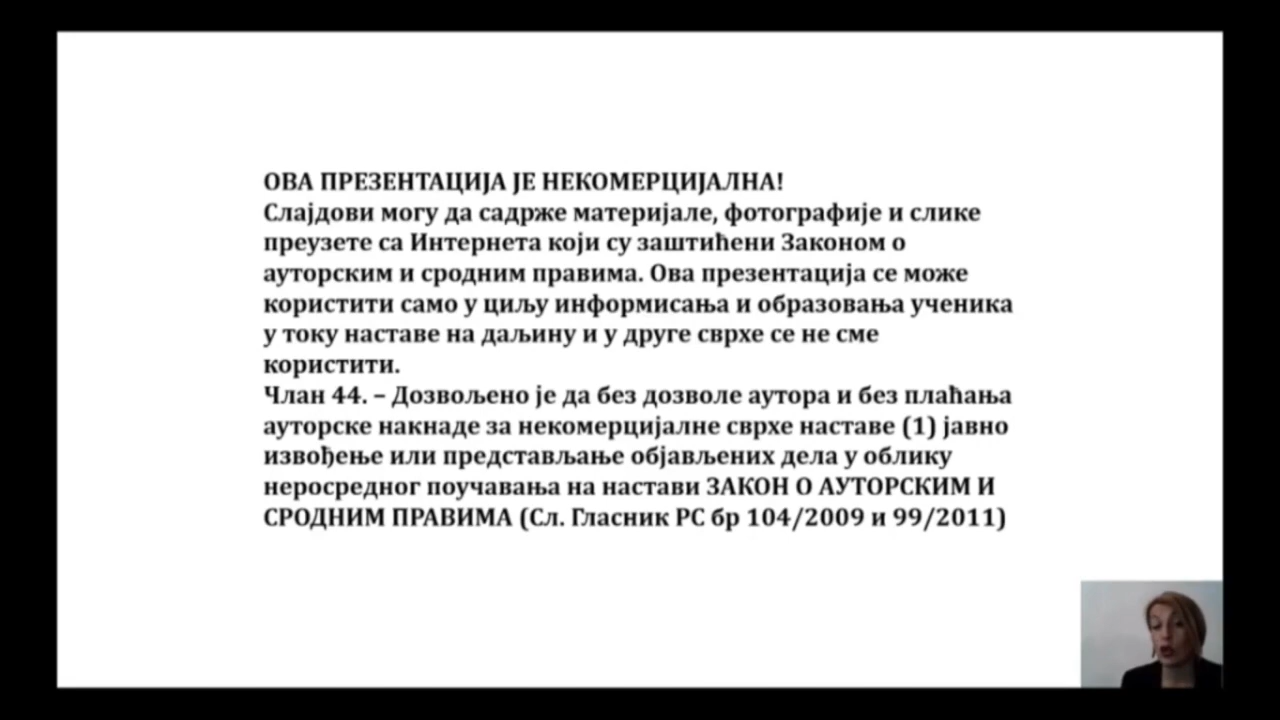 ОВА ПРЕЗЕНТАЦИЈА ЈЕ НЕКОМЕРЦИЈАЛНА!
Слајдови могу да садрже материјале, фотографије и слике
преузете са Интернета који су заштићени Законом о
ауторским и сродним правима. Ова презентација се може
користити само у циљу информисања и образовања ученика
у току наставе на даљину и у друге сврхе се не сме
користити.
Члан 44. – Дозвољено је да без дозволе аутора и без плаћања
ауторске накнаде за некомерцијалне сврхе наставе (1) јавно
извођење или представљање објављених дела у облику
неросредног поучавања на настави ЗАКОН О АУТОРСКИМ И
СРОДНИМ ПРАВИМА (Сл. Гласник РС бр 104/2009 и 99/2011)